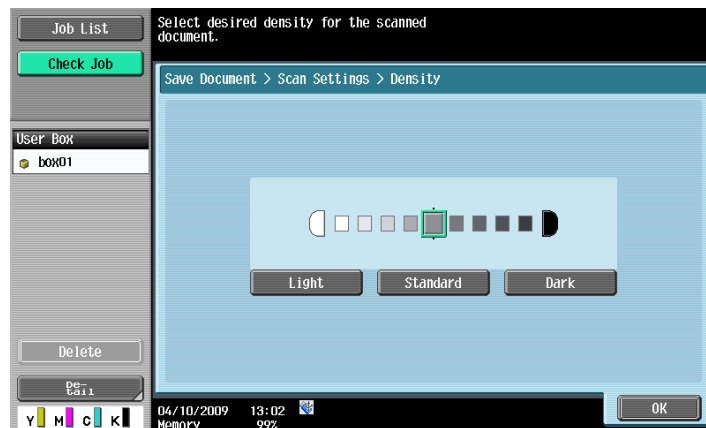 Job List
Check Job
Select desired density for the scanned
document.
Save Document > Scan Settings > Density
User Box
box01
Light
Standard
Dark
Delete
De-
tail
Y M C K
04/10/2009 13:02
Memory 99%
OK